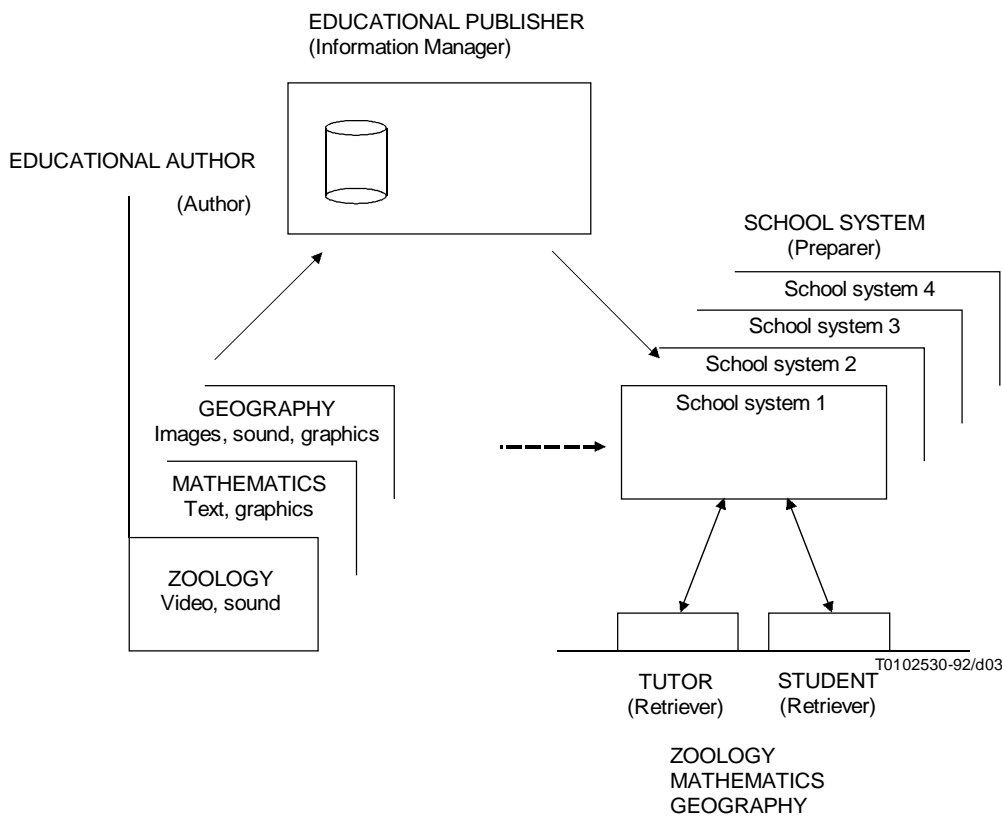 EDUCATIONAL PUBLISHER
(Information Manager)
EDUCATIONAL AUTHOR
(Author)
SCHOOL SYSTEM
(Preparer)
School system 4
School system 3
School system 2
School system 1
GEOGRAPHY
Images, sound, graphics
MATHEMATICS
Text, graphics
ZOOLOGY
Video, sound
T0102530-92/d03
TUTOR
(Retriever)
STUDENT
(Retriever)
ZOOLOGY
MATHEMATICS
GEOGRAPHY